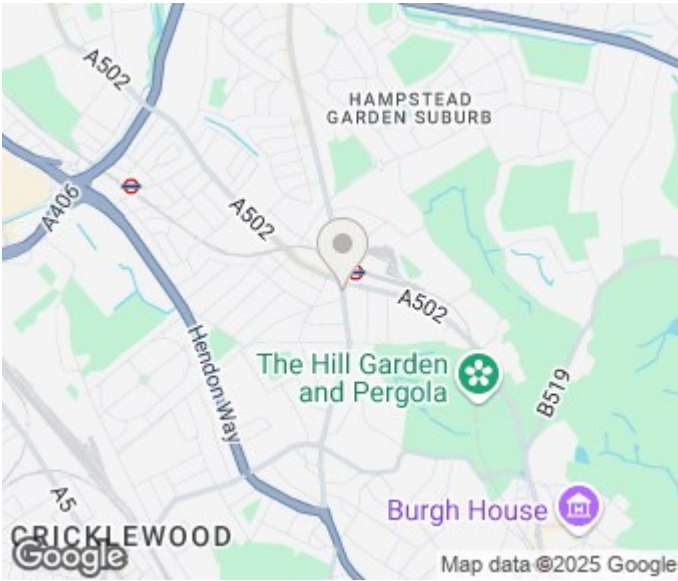 A502
HAMPSTEAD
GARDEN SUBURB
A406
A502
A502
Hendon Way
The Hill Garden
and Pergola
B519
A5
Burgh House
CRICKLEWOOD
Google
Map data ©2025 Google